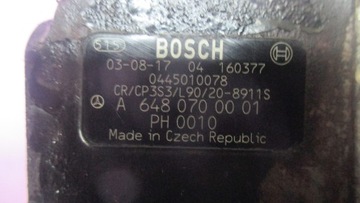 BOSCH
03-08-17 04 160377
0445010078
CR/CP3S3/L90/20-8911S
A 648 070 00 01
PH 0010
Made in Czech Republic